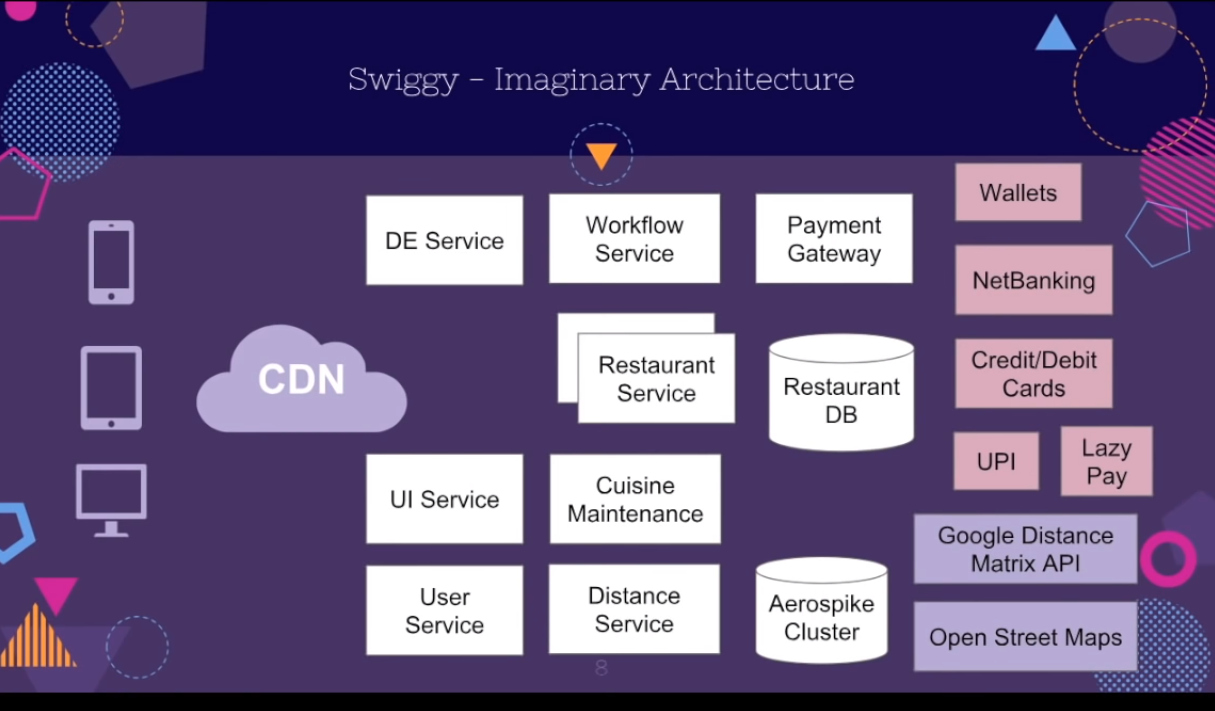 Swiggy - Imaginary Architecture
DE Service
Workflow
Service
Payment
Gateway
Wallets
NetBanking
CDN
Restaurant
Service
Restaurant
DB
Credit/Debit
Cards
UPI
Lazy
Pay
UI Service
Cuisine
Maintenance
Google Distance
Matrix API
User
Service
Distance
Service
Aerospike
Cluster
Open Street Maps
8